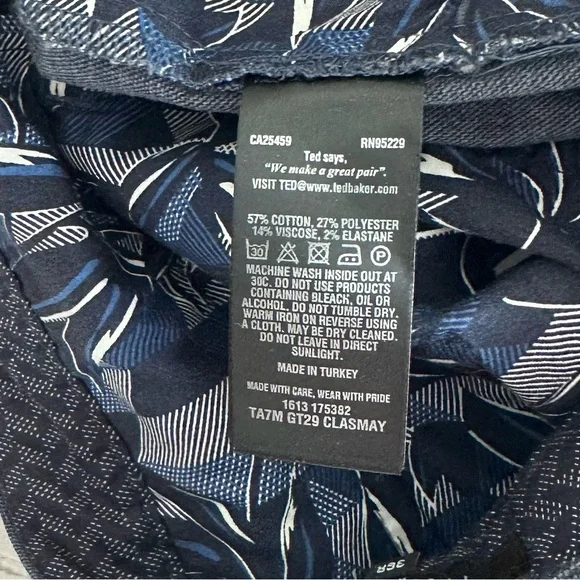 CA25459 RN95229
Ted says,
"We make a great pair".
VISIT TED@www.tedbaker.com
57% COTTON, 27% POLYESTER
14% VISCOSE, 2% ELASTANE
30 P
MACHINE WASH INSIDE OUT AT
30C. DO NOT USE PRODUCTS
CONTAINING BLEACH, OIL OR
ALCOHOL. DO NOT TUMBLE DRY.
WARM IRON ON REVERSE USING
A CLOTH. MAY BE DRY CLEANED.
DO NOT LEAVE IN DIRECT
SUNLIGHT.
MADE IN TURKEY
MADE WITH CARE, WEAR WITH PRIDE
1613 175382
TA7M GT29 CLASMAY
36R